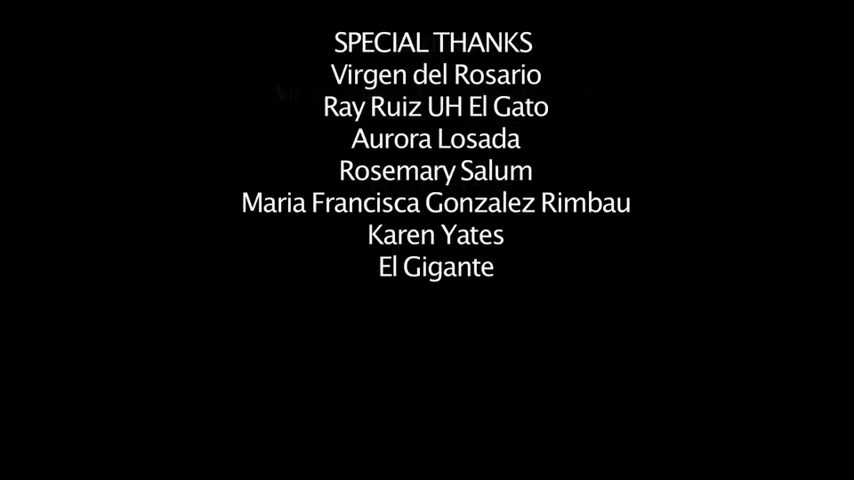 SPECIAL THANKS
Virgen del Rosario
Ray Ruiz UH El Gato
Aurora Losada
Rosemary Salum
Maria Francisca Gonzalez Rimbau
Karen Yates
El Gigante